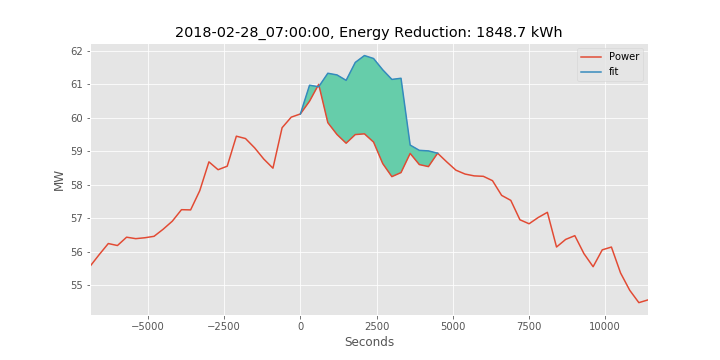 2018-02-28_07:00:00, Energy Reduction: 1848.7 kWh
62
61
60
59
58
57
56
55
MW
Power
fit
−5000 −2500 0 2500 5000 7500 10000
Seconds